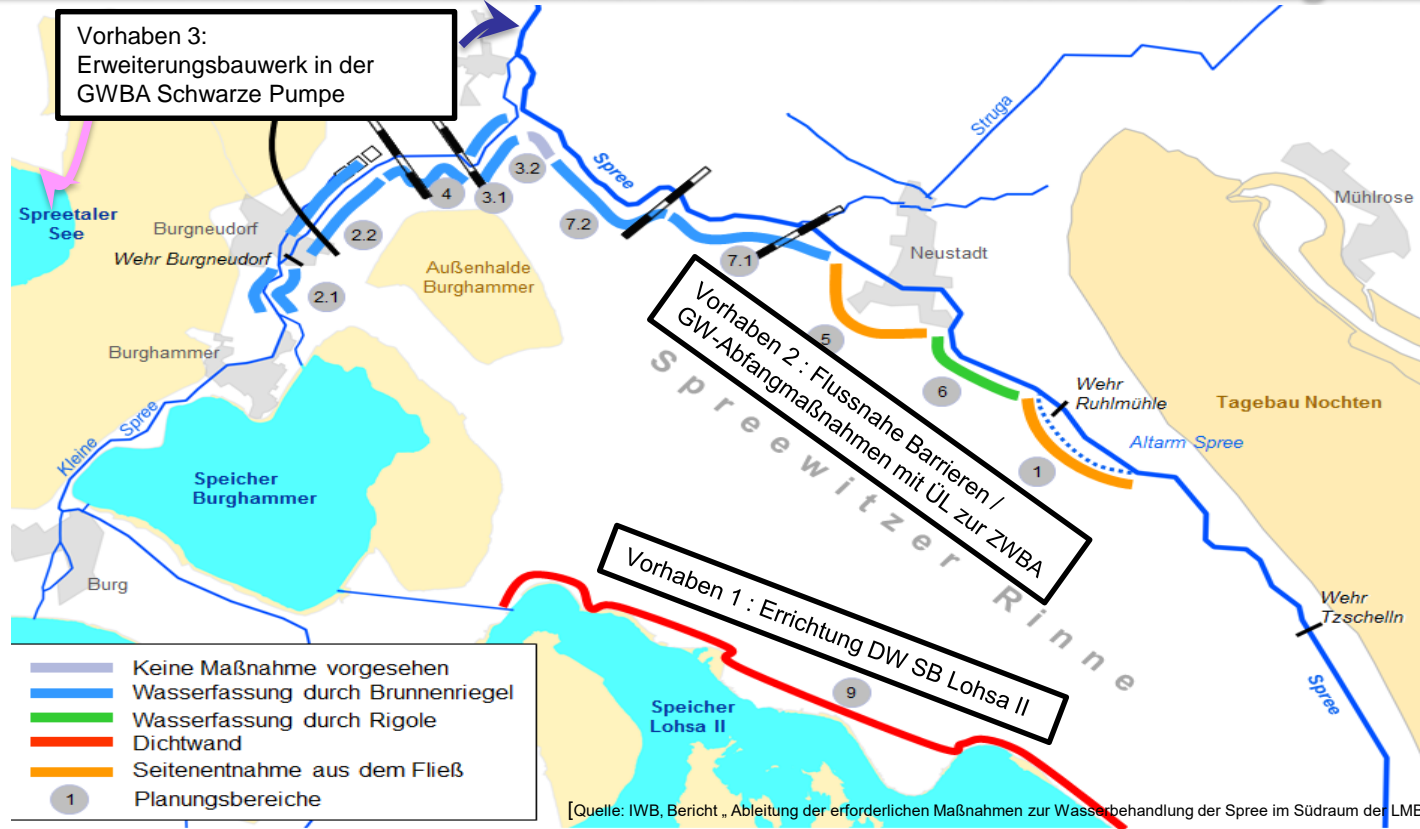 Vorhaben 3:
Erweiterungsbauwerk in der
GWBA Schwarze Pumpe
Struga
Spree
Mühlrose
3.2
4
3.1
Spreetaler
See
Burgneudorf
2.2
7.2
Wehr Burgneudorf
Neustadt
7.1
Außenhalde
Burghammer
2.1
Vorhaben 2 : Flussnahe Barrieren /
GW-Abfangmaßnahmen mit ÜL zur ZWBA
5
Burghammer
6
Wehr
Ruhlmühle
Tagebau Nochten
Altarm Spree
1
Kleine Spree
Speicher
Burghammer
Spreewitzer Rinne
Vorhaben 1 : Errichtung DW SB Lohsa II
Burg
Wehr
Tzschelln
Spree
9
Speicher
Lohsa II
Keine Maßnahme vorgesehen
Wasserfassung durch Brunnenriegel
Wasserfassung durch Rigole
Dichtwand
Seitenentnahme aus dem Fließ
1 Planungsbereiche
[Quelle: IWB, Bericht „ Ableitung der erforderlichen Maßnahmen zur Wasserbehandlung der Spree im Südraum der LMB